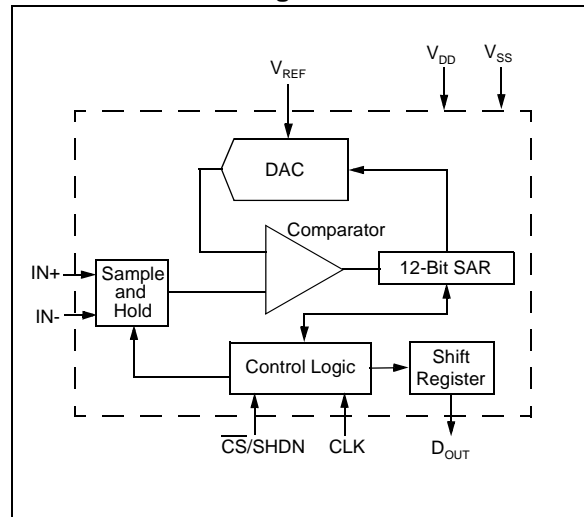 V_DD V_SS
V_REF
DAC
Comparator
IN+
Sample
and
Hold
IN-
12-Bit SAR
Control Logic
Shift
Register
C̅S̅/SHDN CLK D_OUT